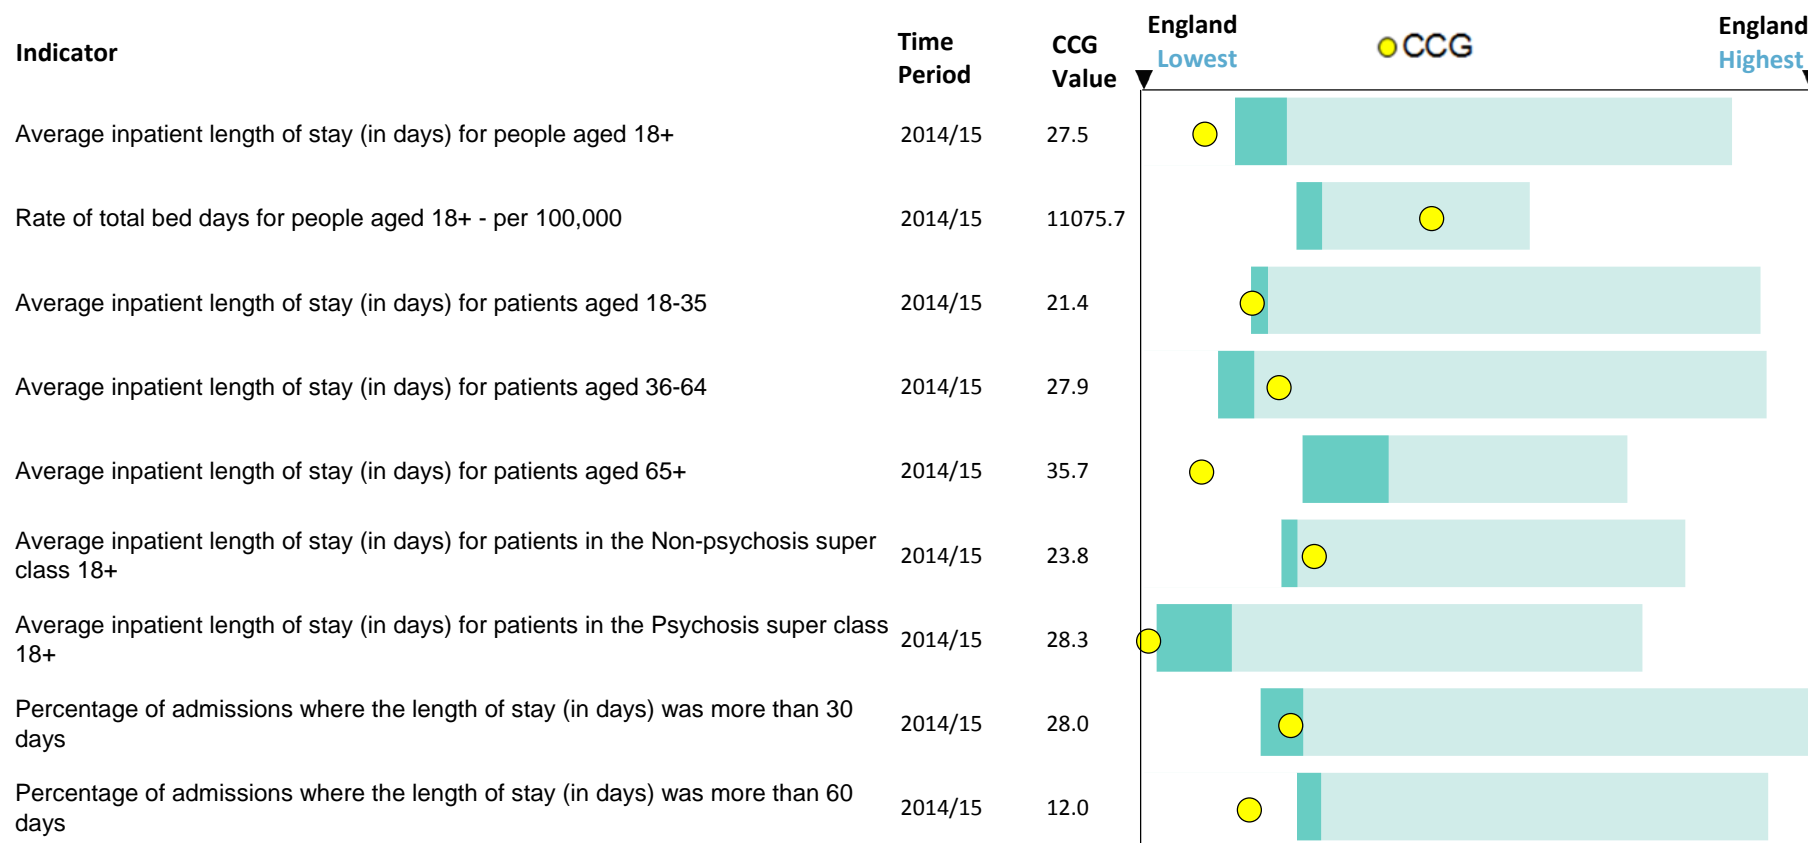 Indicator
Time
Period
CCG
Value
England
Lowest
CCG
England
Highest
Average inpatient length of stay (in days) for people aged 18+ 2014/15 27.5
Rate of total bed days for people aged 18+ - per 100,000 2014/15 11075.7
Average inpatient length of stay (in days) for patients aged 18-35 2014/15 21.4
Average inpatient length of stay (in days) for patients aged 36-64 2014/15 27.9
Average inpatient length of stay (in days) for patients aged 65+ 2014/15 35.7
Average inpatient length of stay (in days) for patients in the Non-psychosis super
class 18+ 2014/15 23.8
Average inpatient length of stay (in days) for patients in the Psychosis super class
18+ 2014/15 28.3
Percentage of admissions where the length of stay (in days) was more than 30
days 2014/15 28.0
Percentage of admissions where the length of stay (in days) was more than 60
days 2014/15 12.0